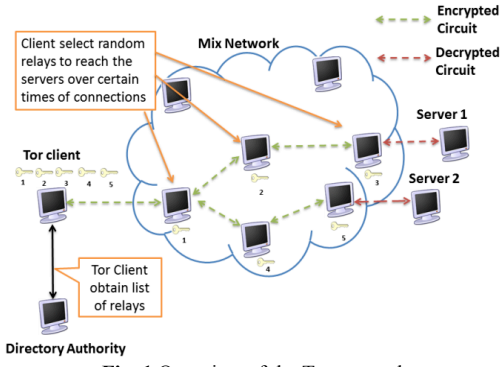 Encrypted
Circuit
Decrypted
Circuit
Client select random
relays to reach the
servers over certain
times of connections
Mix Network
Server 1
Tor client
1 2 3 4 5
2
3
Server 2
1
4
5
Tor Client
obtain list
of relays
Directory Authority